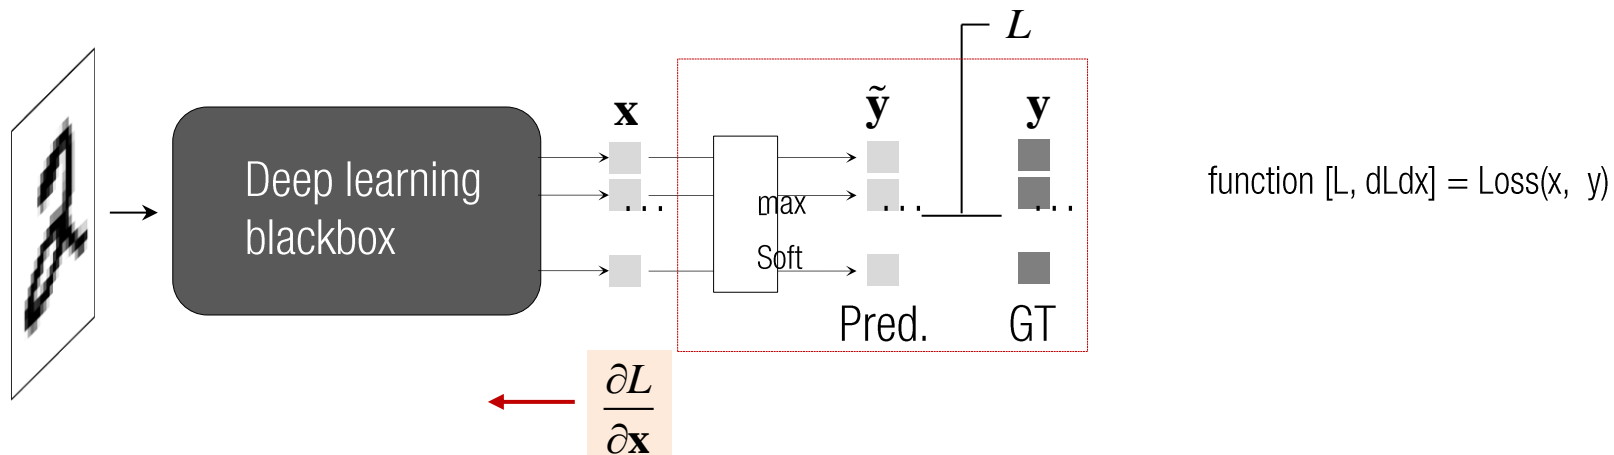 L
x
ỹ
y
Deep learning
blackbox
...
...
...
max
Soft
Pred.
GT
∂L
∂x
function [L, dLdx] = Loss(x, y)